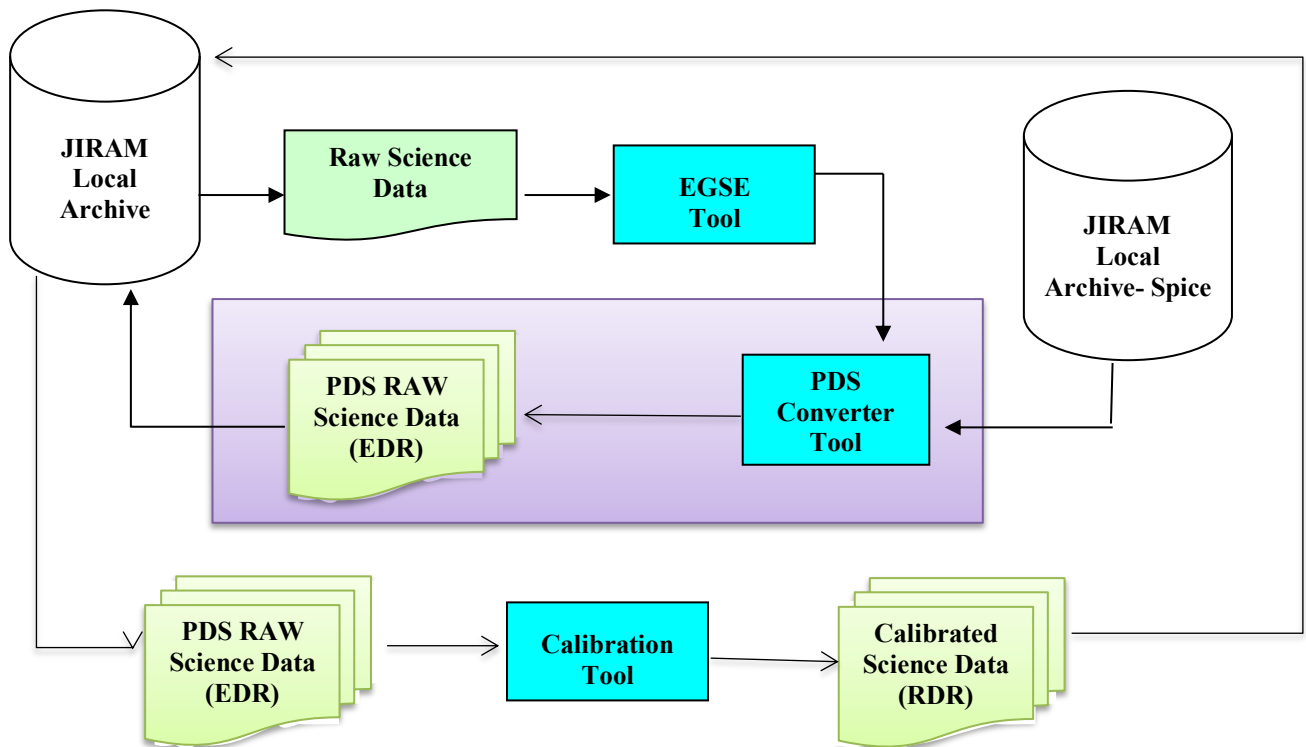 JIRAM
Local
Archive
Raw Science
Data
EGSE
Tool
JIRAM
Local
Archive- Spice
PDS RAW
Science Data
(EDR)
PDS
Converter
Tool
PDS RAW
Science Data
(EDR)
Calibration
Tool
Calibrated
Science Data
(RDR)